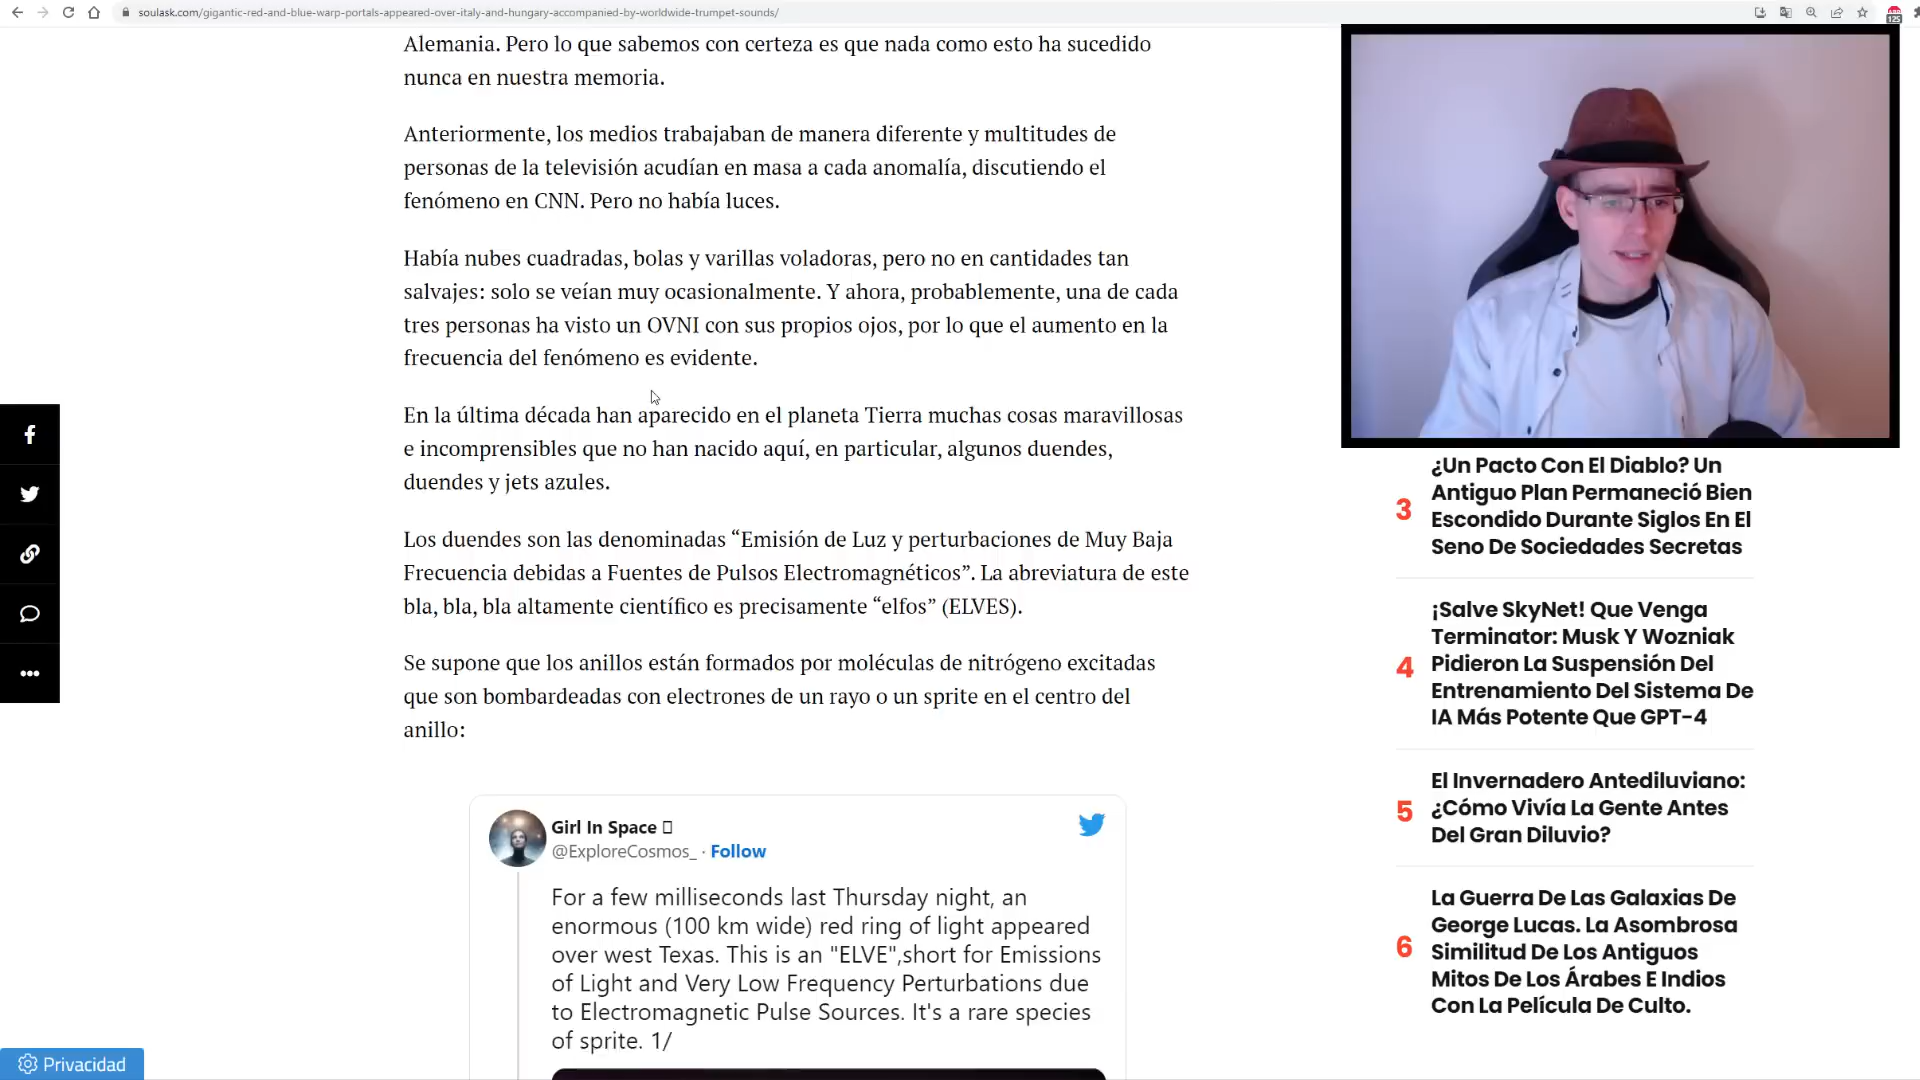 soulask.com/gigantic-red-and-blue-warp-portals-appeared-over-italy-and-hungary-accompanied-by-worldwide-trumpet-sounds/
125
Alemania. Pero lo que sabemos con certeza es que nada como esto ha sucedido
nunca en nuestra memoria.
Anteriormente, los medios trabajaban de manera diferente y multitudes de
personas de la televisión acudían en masa a cada anomalía, discutiendo el
fenómeno en CNN. Pero no había luces.
Había nubes cuadradas, bolas y varillas voladoras, pero no en cantidades tan
salvajes: solo se veían muy ocasionalmente. Y ahora, probablemente, una de cada
tres personas ha visto un OVNI con sus propios ojos, por lo que el aumento en la
frecuencia del fenómeno es evidente.
En la última década han aparecido en el planeta Tierra muchas cosas maravillosas
e incomprensibles que no han nacido aquí, en particular, algunos duendes,
duendes y jets azules.
Los duendes son las denominadas “Emisión de Luz y perturbaciones de Muy Baja
Frecuencia debidas a Fuentes de Pulsos Electromagnéticos”. La abreviatura de este
bla, bla, bla altamente científico es precisamente “elfos” (ELVES).
Se supone que los anillos están formados por moléculas de nitrógeno excitadas
que son bombardeadas con electrones de un rayo o un sprite en el centro del
anillo:
Girl In Space
@ExploreCosmos_ · Follow
For a few milliseconds last Thursday night, an
enormous (100 km wide) red ring of light appeared
over west Texas. This is an "ELVE",short for Emissions
of Light and Very Low Frequency Perturbations due
to Electromagnetic Pulse Sources. It's a rare species
of sprite. 1/
3
¿Un Pacto Con El Diablo? Un
Antiguo Plan Permaneció Bien
Escondido Durante Siglos En El
Seno De Sociedades Secretas
4
¡Salve SkyNet! Que Venga
Terminator: Musk Y Wozniak
Pidieron La Suspensión Del
Entrenamiento Del Sistema De
IA Más Potente Que GPT-4
5
El Invernadero Antediluviano:
¿Cómo Vivía La Gente Antes
Del Gran Diluvio?
6
La Guerra De Las Galaxias De
George Lucas. La Asombrosa
Similitud De Los Antiguos
Mitos De Los Árabes E Indios
Con La Película De Culto.
Privacidad